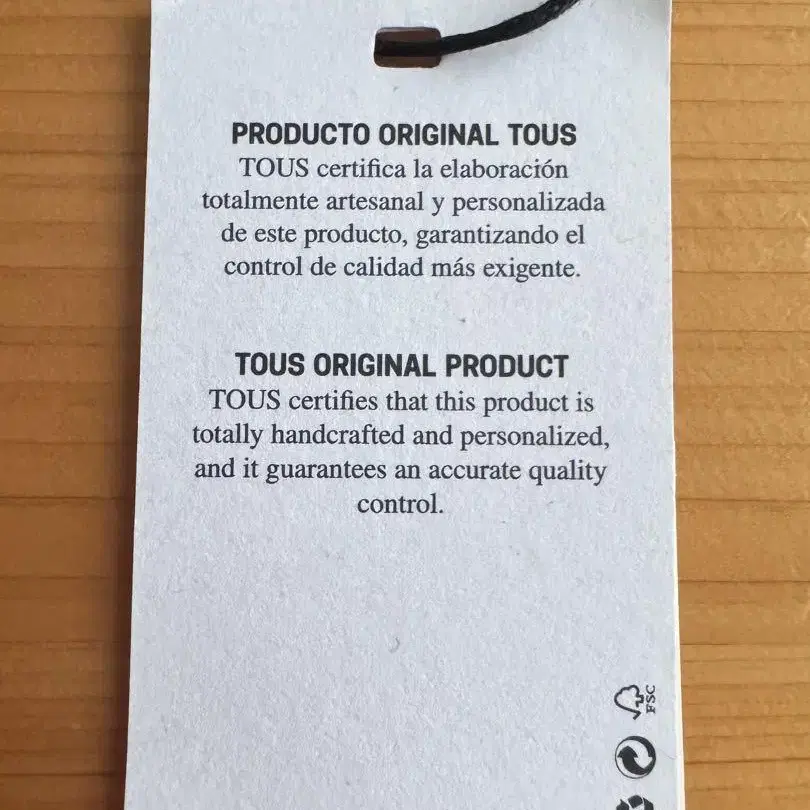 PRODUCTO ORIGINAL TOUS
TOUS certifica la elaboración
totalmente artesanal y personalizada
de este producto, garantizando el
control de calidad más exigente.
TOUS ORIGINAL PRODUCT
TOUS certifies that this product is
totally handcrafted and personalized,
and it guarantees an accurate quality
control.
FSC